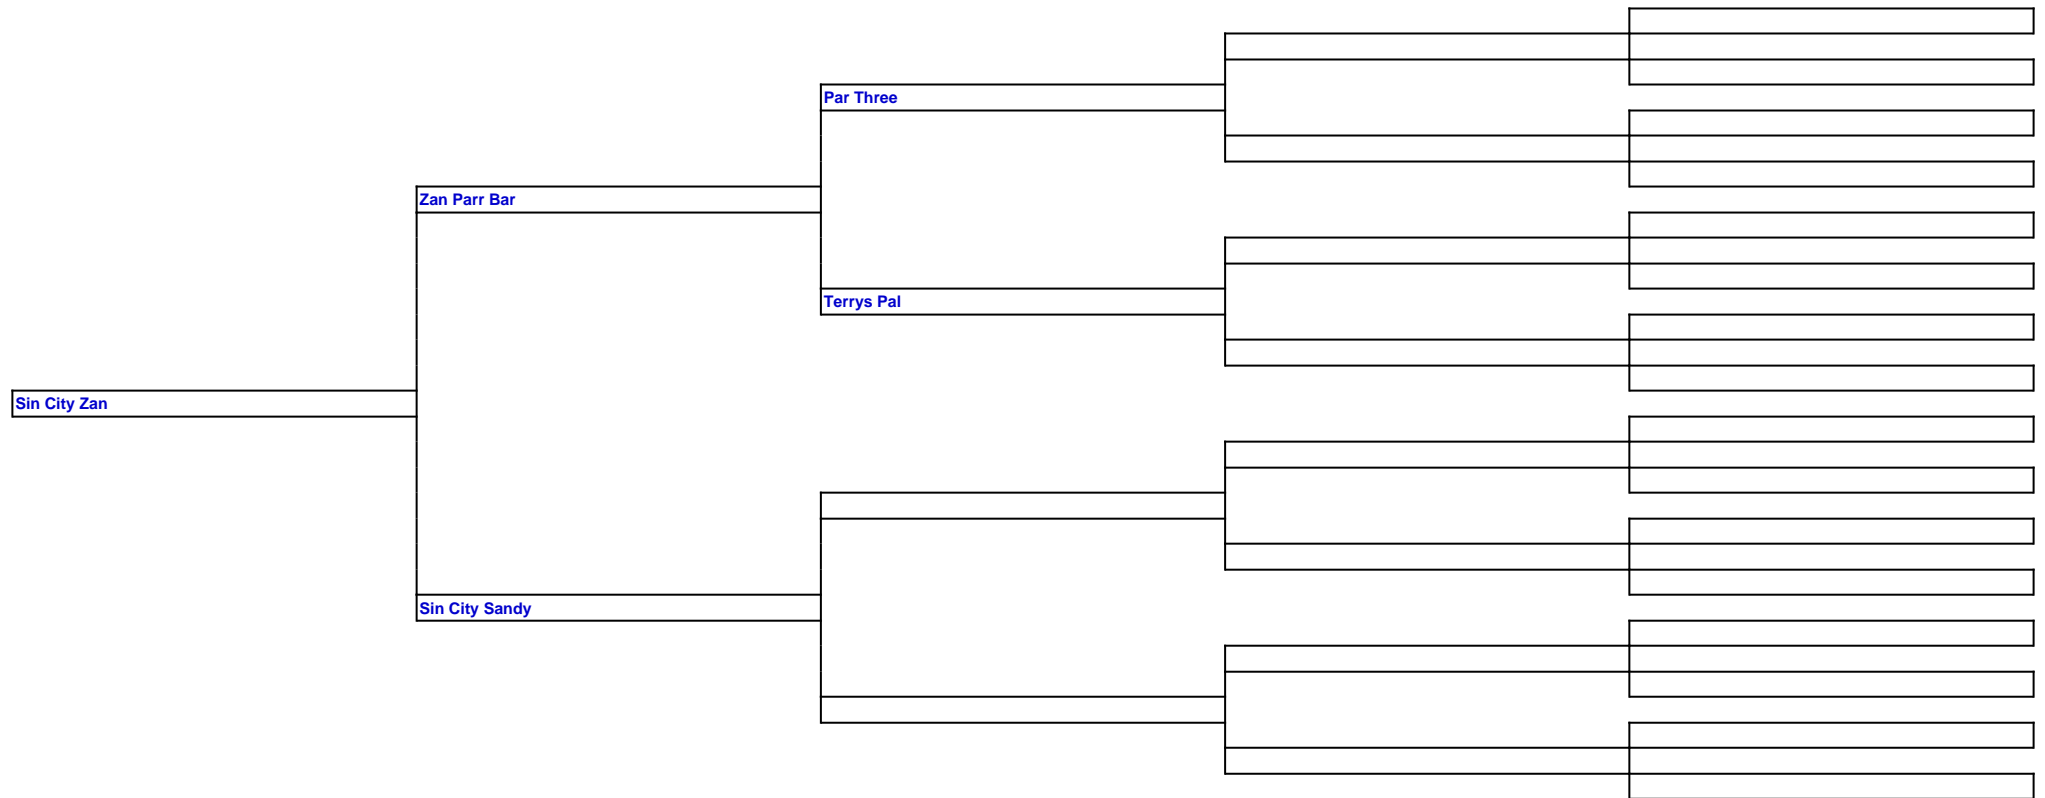 Par Three
Zan Parr Bar
Terrys Pal
Sin City Zan
Sin City Sandy